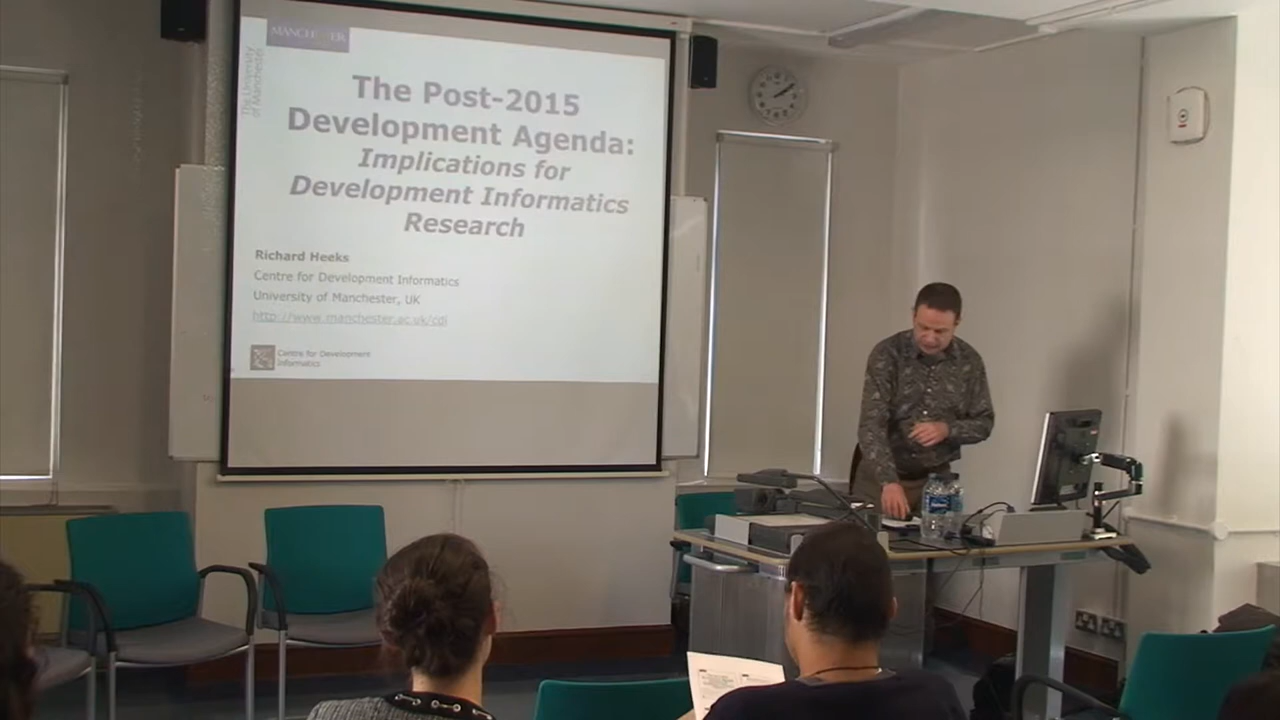 MANCHESTER
The University
of Manchester
The Post-2015
Development Agenda:
Implications for
Development Informatics
Research
Richard Heeks
Centre for Development Informatics
University of Manchester, UK
http://www.manchester.ac.uk/cdi
Centre for Development
Informatics